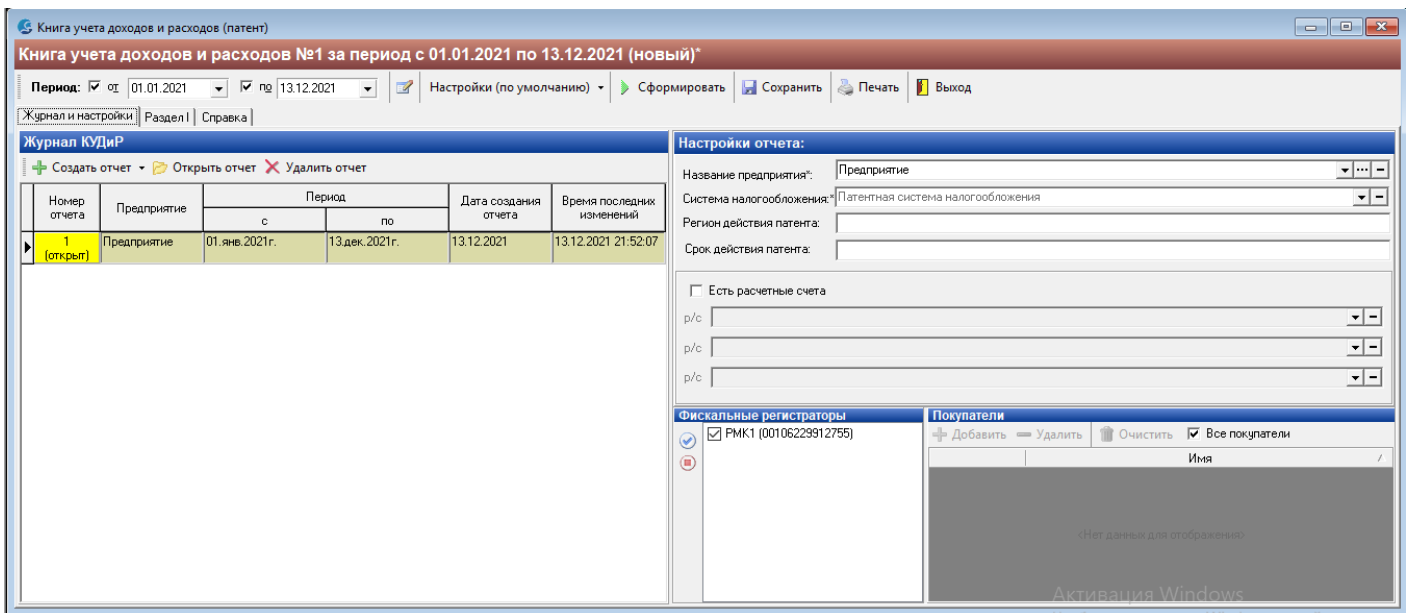 Книга учета доходов и расходов (патент)
Книга учета доходов и расходов №1 за период с 01.01.2021 по 13.12.2021 (новый)*
Период: от 01.01.2021 по 13.12.2021 Настройки (по умолчанию) Сформировать Сохранить Печать Выход
Журнал и настройки Раздел I Справка
Журнал КУДиР
Создать отчет Открыть отчет Удалить отчет
Номер отчета Предприятие Период с по Дата создания отчета Время последних изменений
1 (открыт) Предприятие 01.янв.2021г. 13.дек.2021г. 13.12.2021 13.12.2021 21:52:07
Настройки отчета:
Название предприятия*: Предприятие
Система налогообложения:* Патентная система налогообложения
Регион действия патента:
Срок действия патента:
Есть расчетные счета
р/с
р/с
р/с
Фискальные регистраторы
РМК1 (00106229912755)
Покупатели
Добавить Удалить Очистить Все покупатели
Имя
<Нет данных для отображения>
Активация Windows